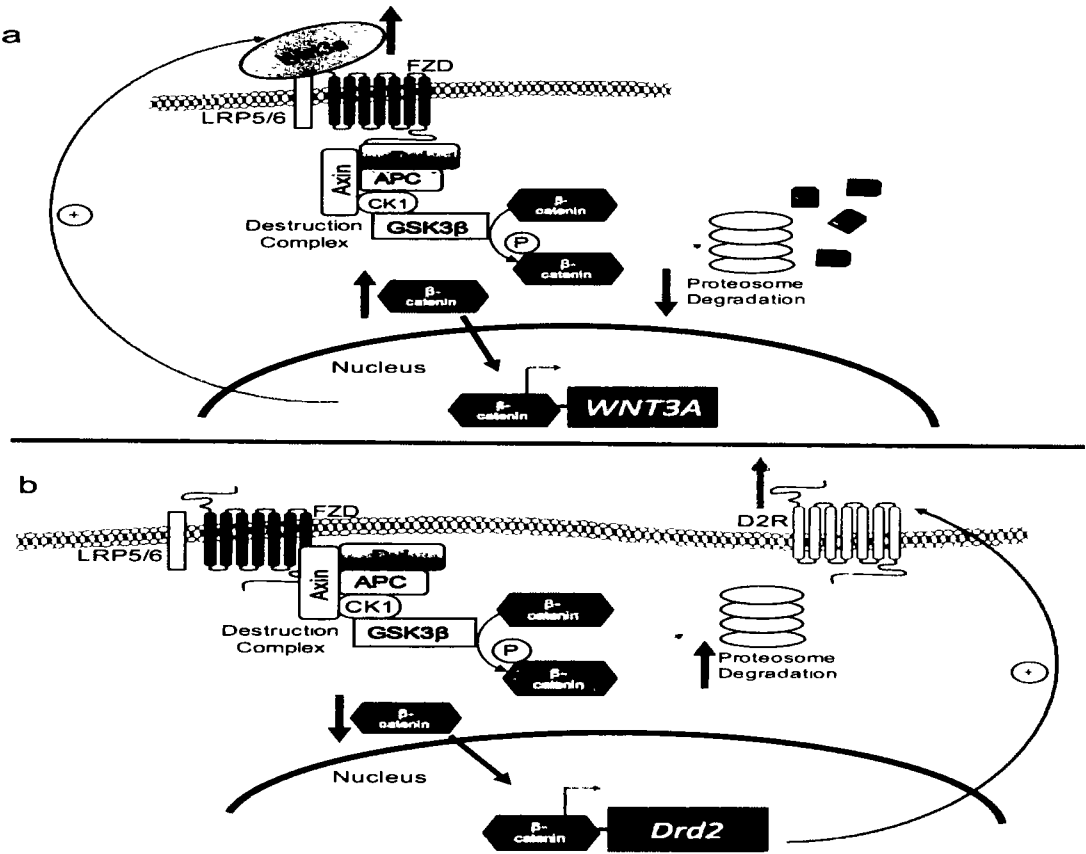 a
FZD
LRP5/6
Axin
APC
CK1
GSK3β
Destruction
Complex
β-
catenin
P
β-
catenin
β-
catenin
+
Proteosome
Degradation
Nucleus
β-
catenin
WNT3A
b
FZD
LRP5/6
D2R
Axin
APC
CK1
GSK3β
Destruction
Complex
β-
catenin
P
β-
catenin
β-
catenin
Proteosome
Degradation
+
Nucleus
β-
catenin
Drd2